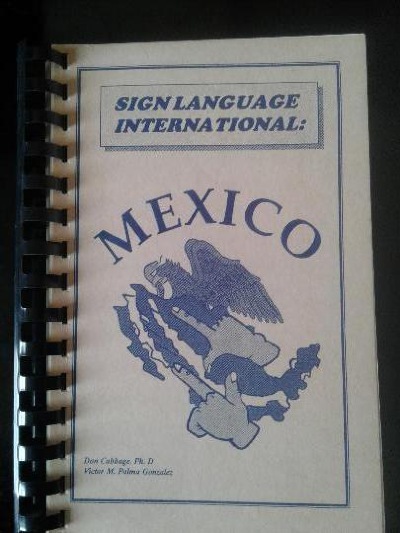 SIGN LANGUAGE
INTERNATIONAL:
MEXICO
Don Cabbage, Ph. D
Victor M. Palma Gonzalez